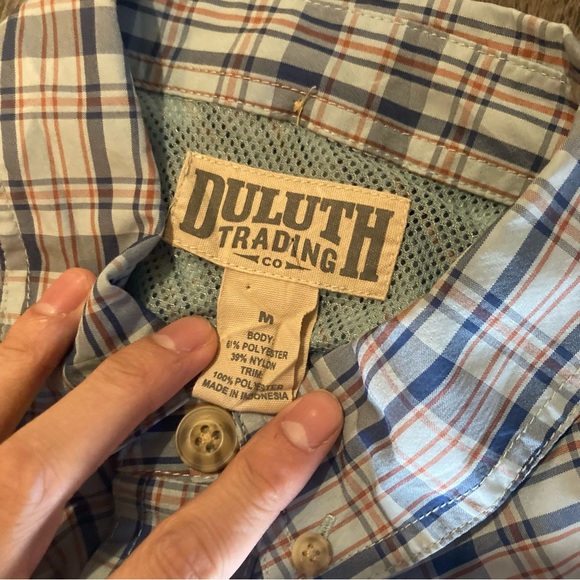 DULUTH
TRADING
CO
M
BODY:
61% POLYESTER
39% NYLON
TRIM:
100% POLYESTER
MADE IN INDONESIA